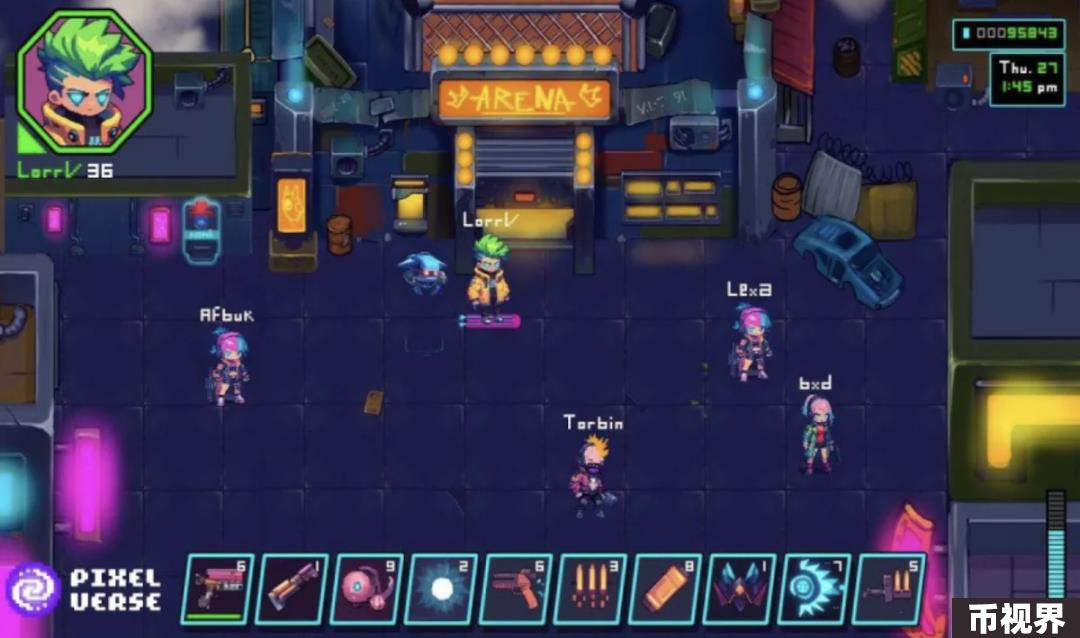 00095843
Thu. 27
1:45 pm
ARENA
LorrV 36
LorrV
Lexa
Afbuk
bxd
Torbin
PIXEL
VERSE
6
1
9
2
6
3
8
1
7
5
币视界